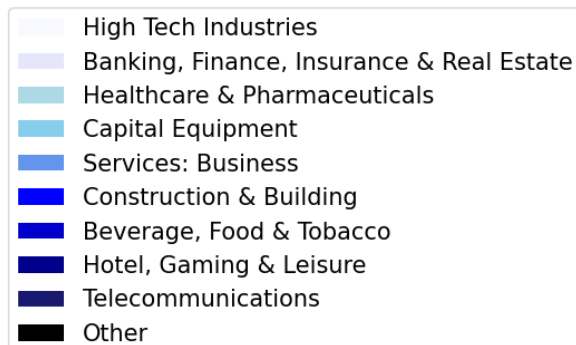 High Tech Industries
Banking, Finance, Insurance & Real Estate
Healthcare & Pharmaceuticals
Capital Equipment
Services: Business
Construction & Building
Beverage, Food & Tobacco
Hotel, Gaming & Leisure
Telecommunications
Other